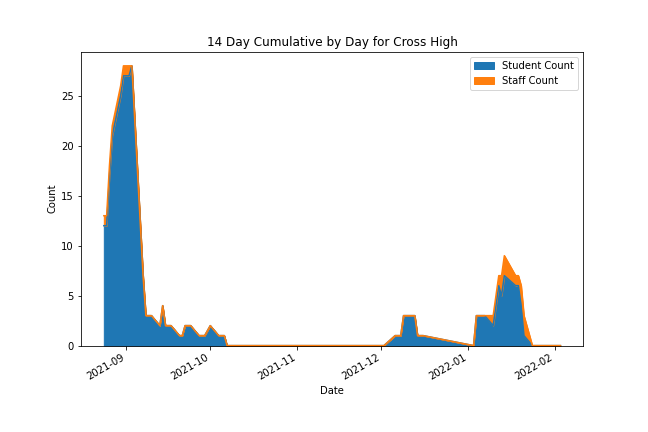 14 Day Cumulative by Day for Cross High
Student Count
Staff Count
Count
25
20
15
10
5
0
2021-09
2021-10
2021-11
2021-12
2022-01
2022-02
Date